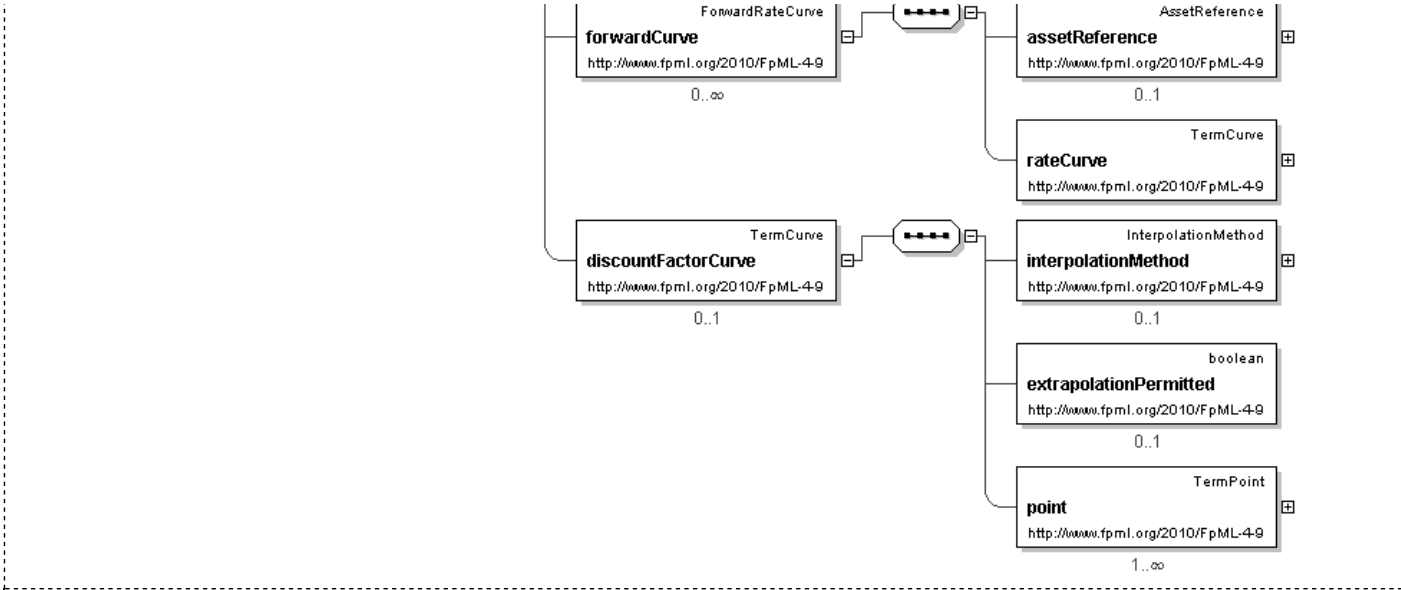 ForwardRateCurve
forwardCurve
http://www.fpml.org/2010/FpML-4-9
0..∞
AssetReference
assetReference
http://www.fpml.org/2010/FpML-4-9
0..1
TermCurve
rateCurve
http://www.fpml.org/2010/FpML-4-9
TermCurve
discountFactorCurve
http://www.fpml.org/2010/FpML-4-9
0..1
InterpolationMethod
interpolationMethod
http://www.fpml.org/2010/FpML-4-9
0..1
boolean
extrapolationPermitted
http://www.fpml.org/2010/FpML-4-9
0..1
TermPoint
point
http://www.fpml.org/2010/FpML-4-9
1..∞